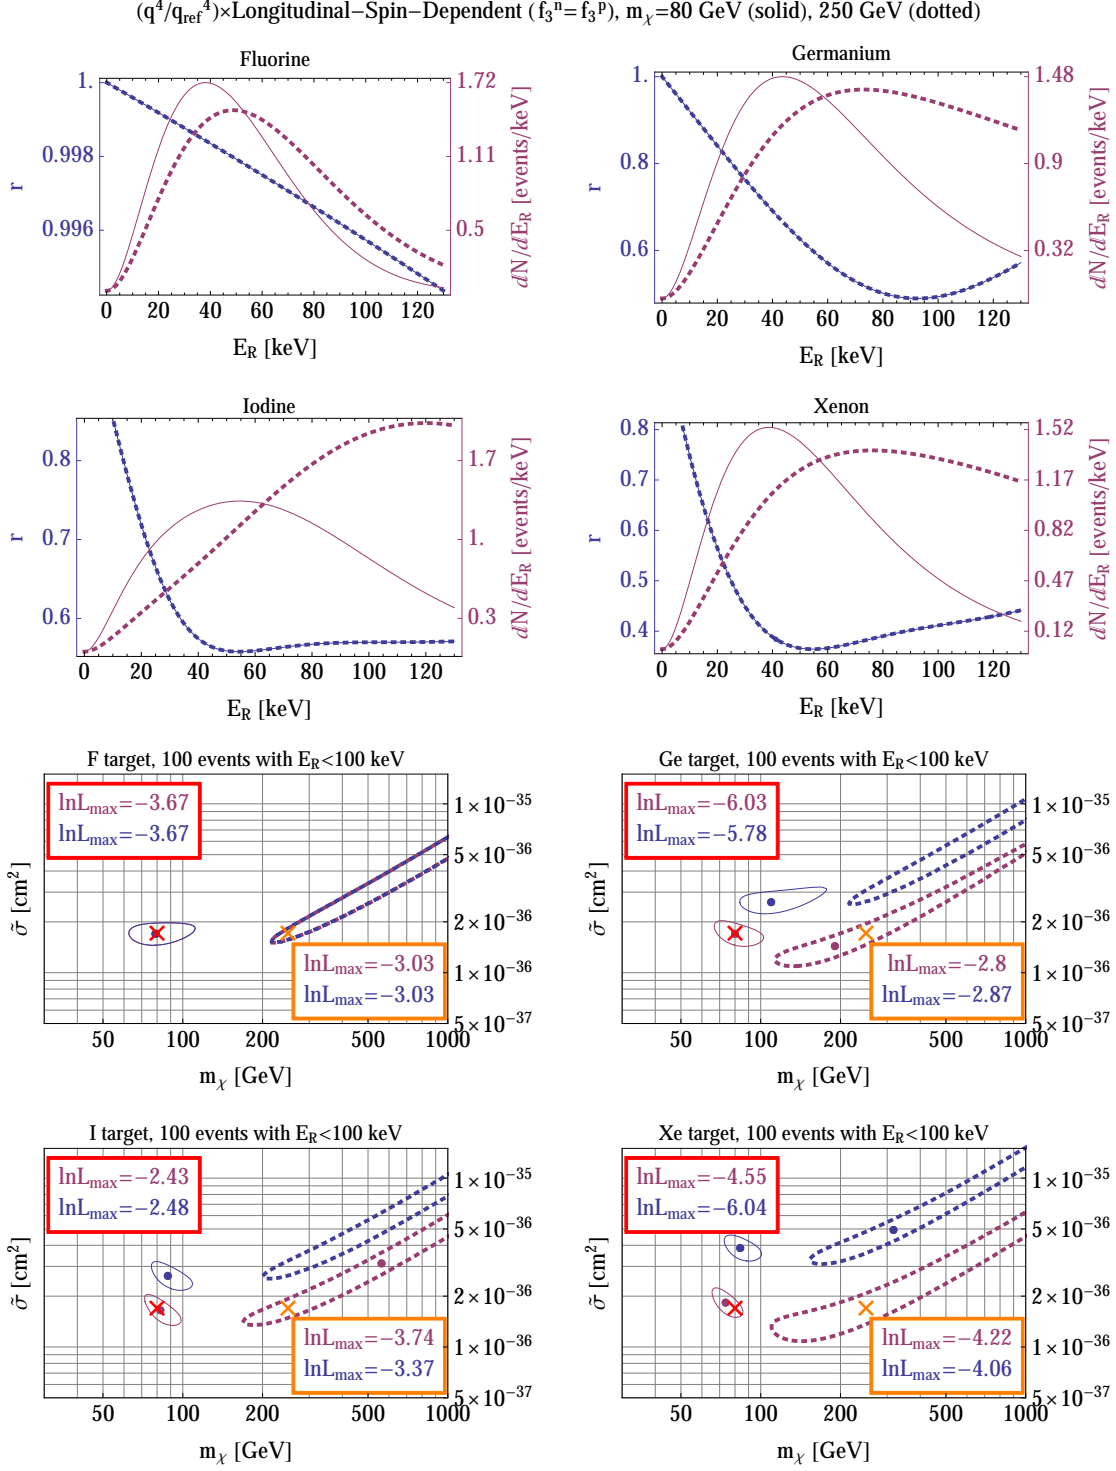 (q⁴/q_ref⁴)×Longitudinal−Spin−Dependent (f₃ⁿ=f₃ᵖ), m_χ=80 GeV (solid), 250 GeV (dotted)
Fluorine
1.
0.998
0.996
r
1.72
1.11
0.5
dN/dE_R [events/keV]
0 20 40 60 80 100 120
E_R [keV]
Germanium
1.
0.8
0.6
r
1.48
0.9
0.32
dN/dE_R [events/keV]
0 20 40 60 80 100 120
E_R [keV]
Iodine
0.8
0.7
0.6
r
1.7
1.
0.3
dN/dE_R [events/keV]
0 20 40 60 80 100 120
E_R [keV]
Xenon
0.8
0.7
0.6
0.5
0.4
r
1.52
1.17
0.82
0.47
0.12
dN/dE_R [events/keV]
0 20 40 60 80 100 120
E_R [keV]
F target, 100 events with E_R<100 keV
lnL_max=−3.67
lnL_max=−3.67
lnL_max=−3.03
lnL_max=−3.03
σ̃ [cm²]
1×10⁻³⁵
5×10⁻³⁶
2×10⁻³⁶
1×10⁻³⁶
5×10⁻³⁷
50 100 200 500 1000
m_χ [GeV]
Ge target, 100 events with E_R<100 keV
lnL_max=−6.03
lnL_max=−5.78
lnL_max=−2.8
lnL_max=−2.87
σ̃ [cm²]
1×10⁻³⁵
5×10⁻³⁶
2×10⁻³⁶
1×10⁻³⁶
5×10⁻³⁷
50 100 200 500 1000
m_χ [GeV]
I target, 100 events with E_R<100 keV
lnL_max=−2.43
lnL_max=−2.48
lnL_max=−3.74
lnL_max=−3.37
σ̃ [cm²]
1×10⁻³⁵
5×10⁻³⁶
2×10⁻³⁶
1×10⁻³⁶
5×10⁻³⁷
50 100 200 500 1000
m_χ [GeV]
Xe target, 100 events with E_R<100 keV
lnL_max=−4.55
lnL_max=−6.04
lnL_max=−4.22
lnL_max=−4.06
σ̃ [cm²]
1×10⁻³⁵
5×10⁻³⁶
2×10⁻³⁶
1×10⁻³⁶
5×10⁻³⁷
50 100 200 500 1000
m_χ [GeV]